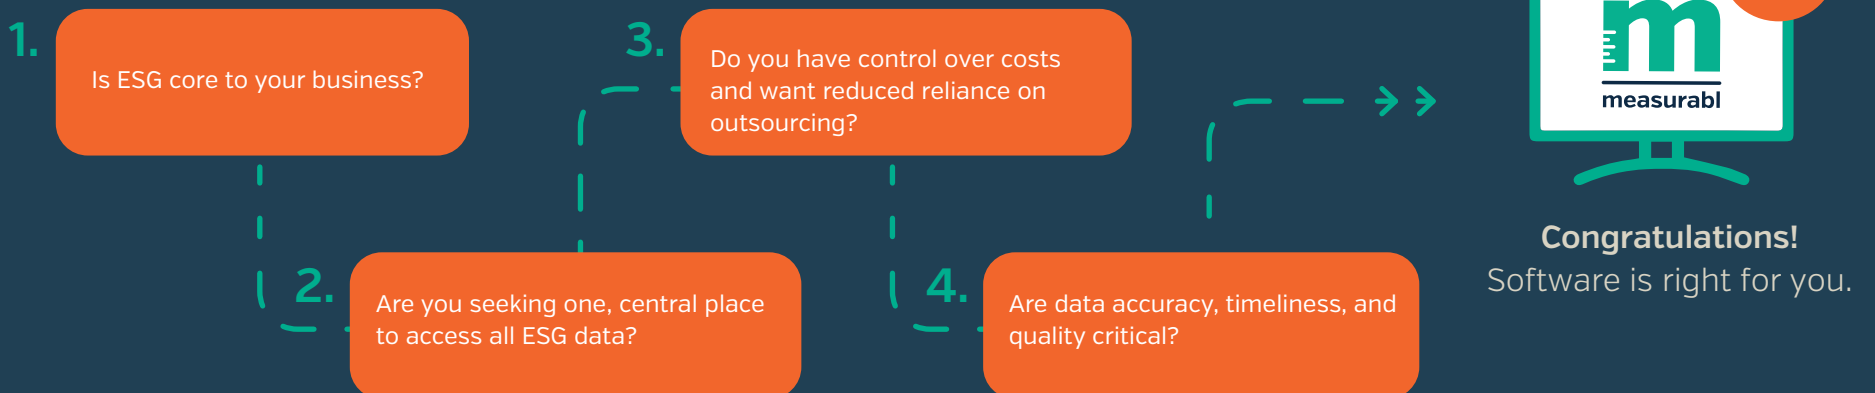 1.
Is ESG core to your business?
2.
Are you seeking one, central place
to access all ESG data?
3.
Do you have control over costs
and want reduced reliance on
outsourcing?
4.
Are data accuracy, timeliness, and
quality critical?
m
measurabl
Congratulations!
Software is right for you.